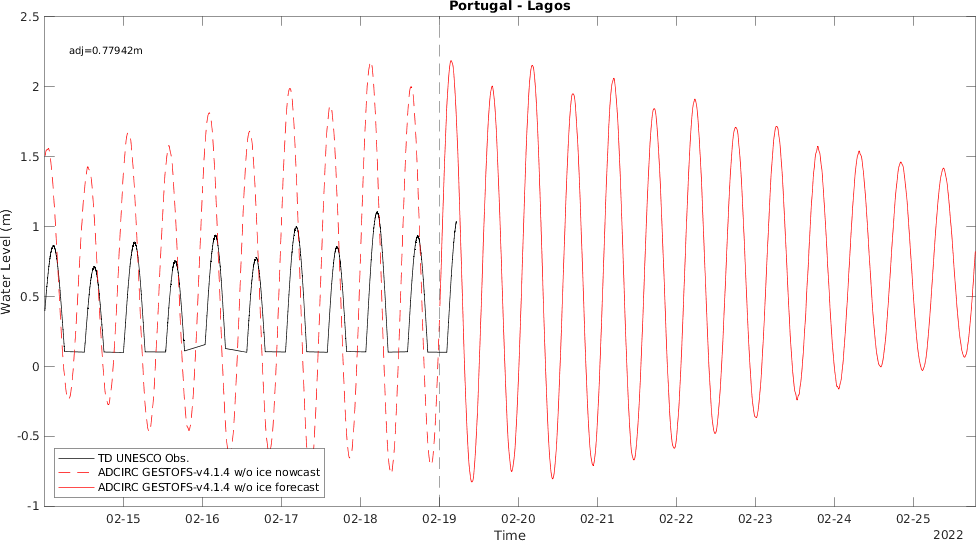 Portugal - Lagos
2.5
adj=0.77942m
2
1.5
1
0.5
0
-0.5
-1
Water Level (m)
TD UNESCO Obs.
ADCIRC GESTOFS-v4.1.4 w/o ice nowcast
ADCIRC GESTOFS-v4.1.4 w/o ice forecast
02-15 02-16 02-17 02-18 02-19 02-20 02-21 02-22 02-23 02-24 02-25
Time
2022